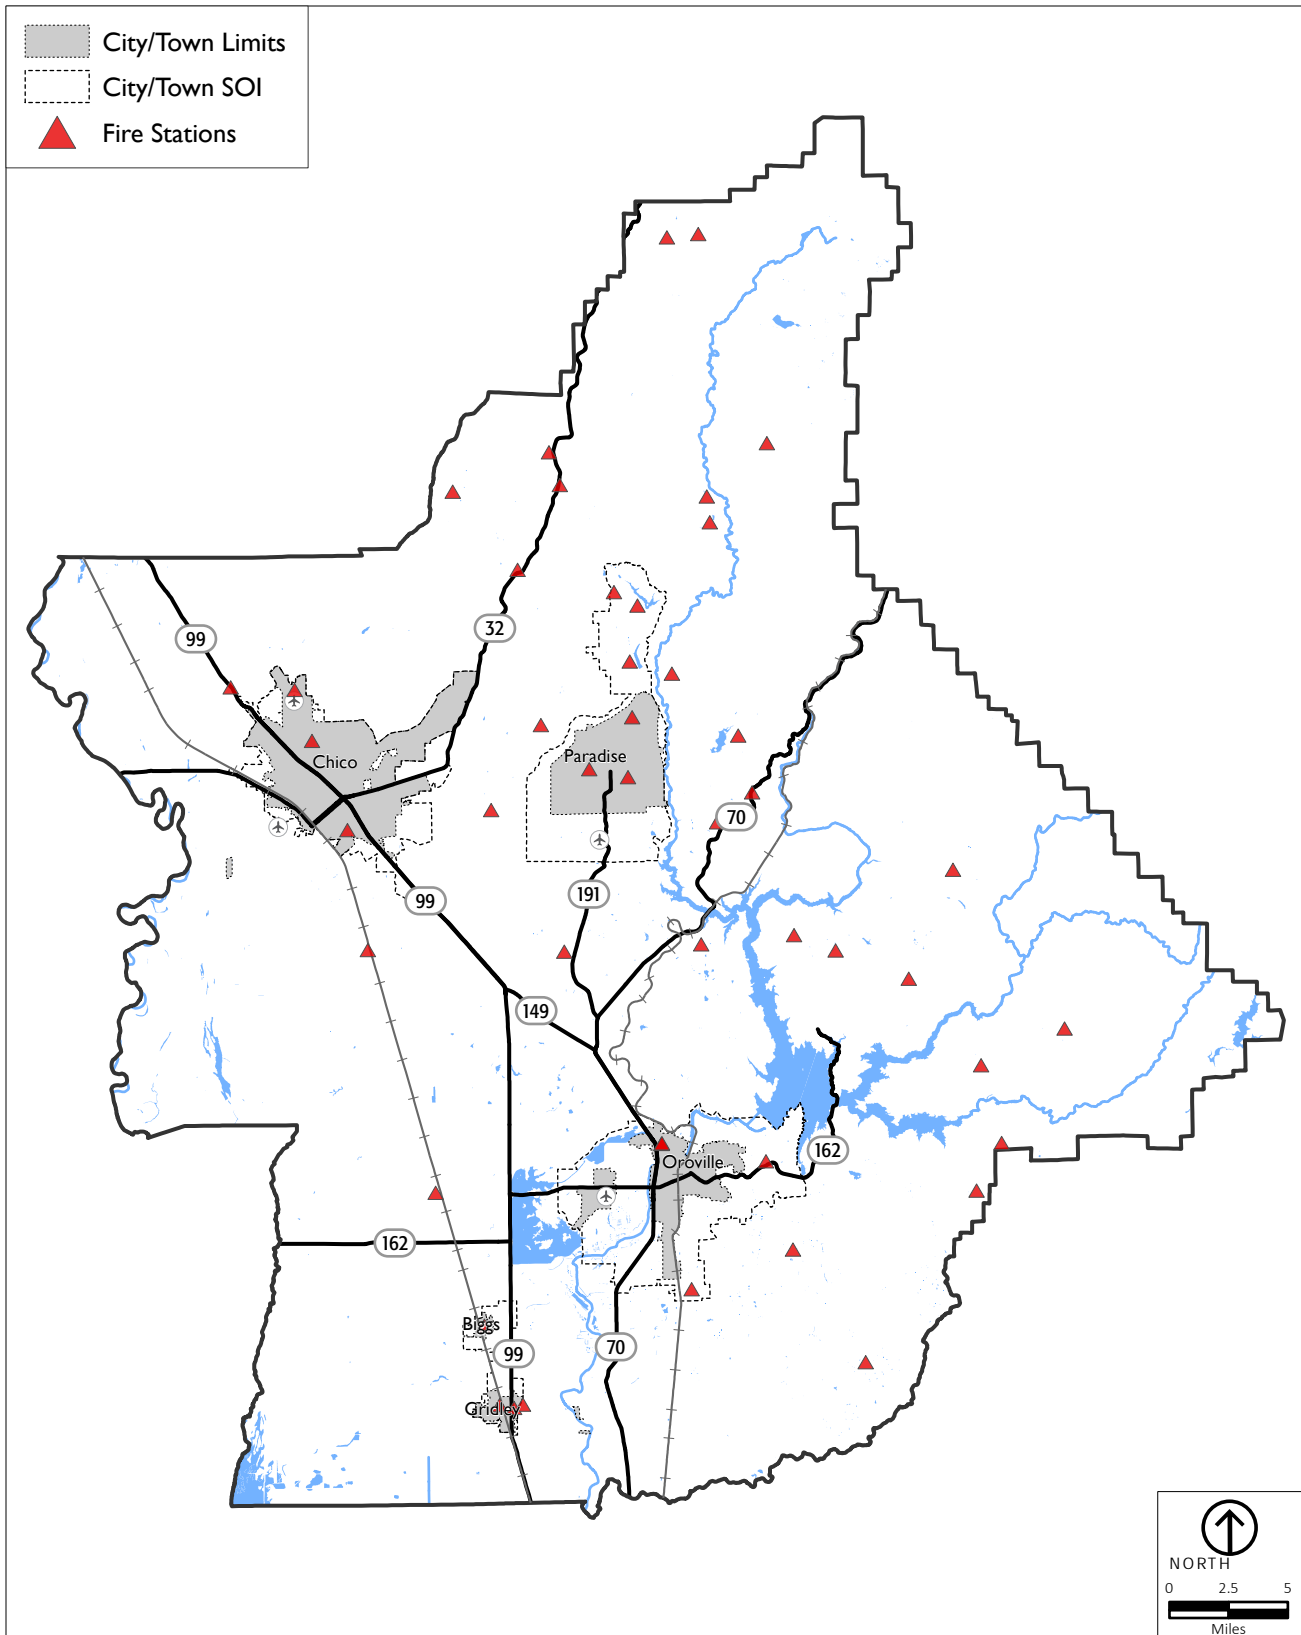 City/Town Limits
City/Town SOI
Fire Stations
99
32
Chico
Paradise
70
191
99
149
Oroville
162
162
Biggs
99
70
Gridley
NORTH
0 2.5 5
Miles